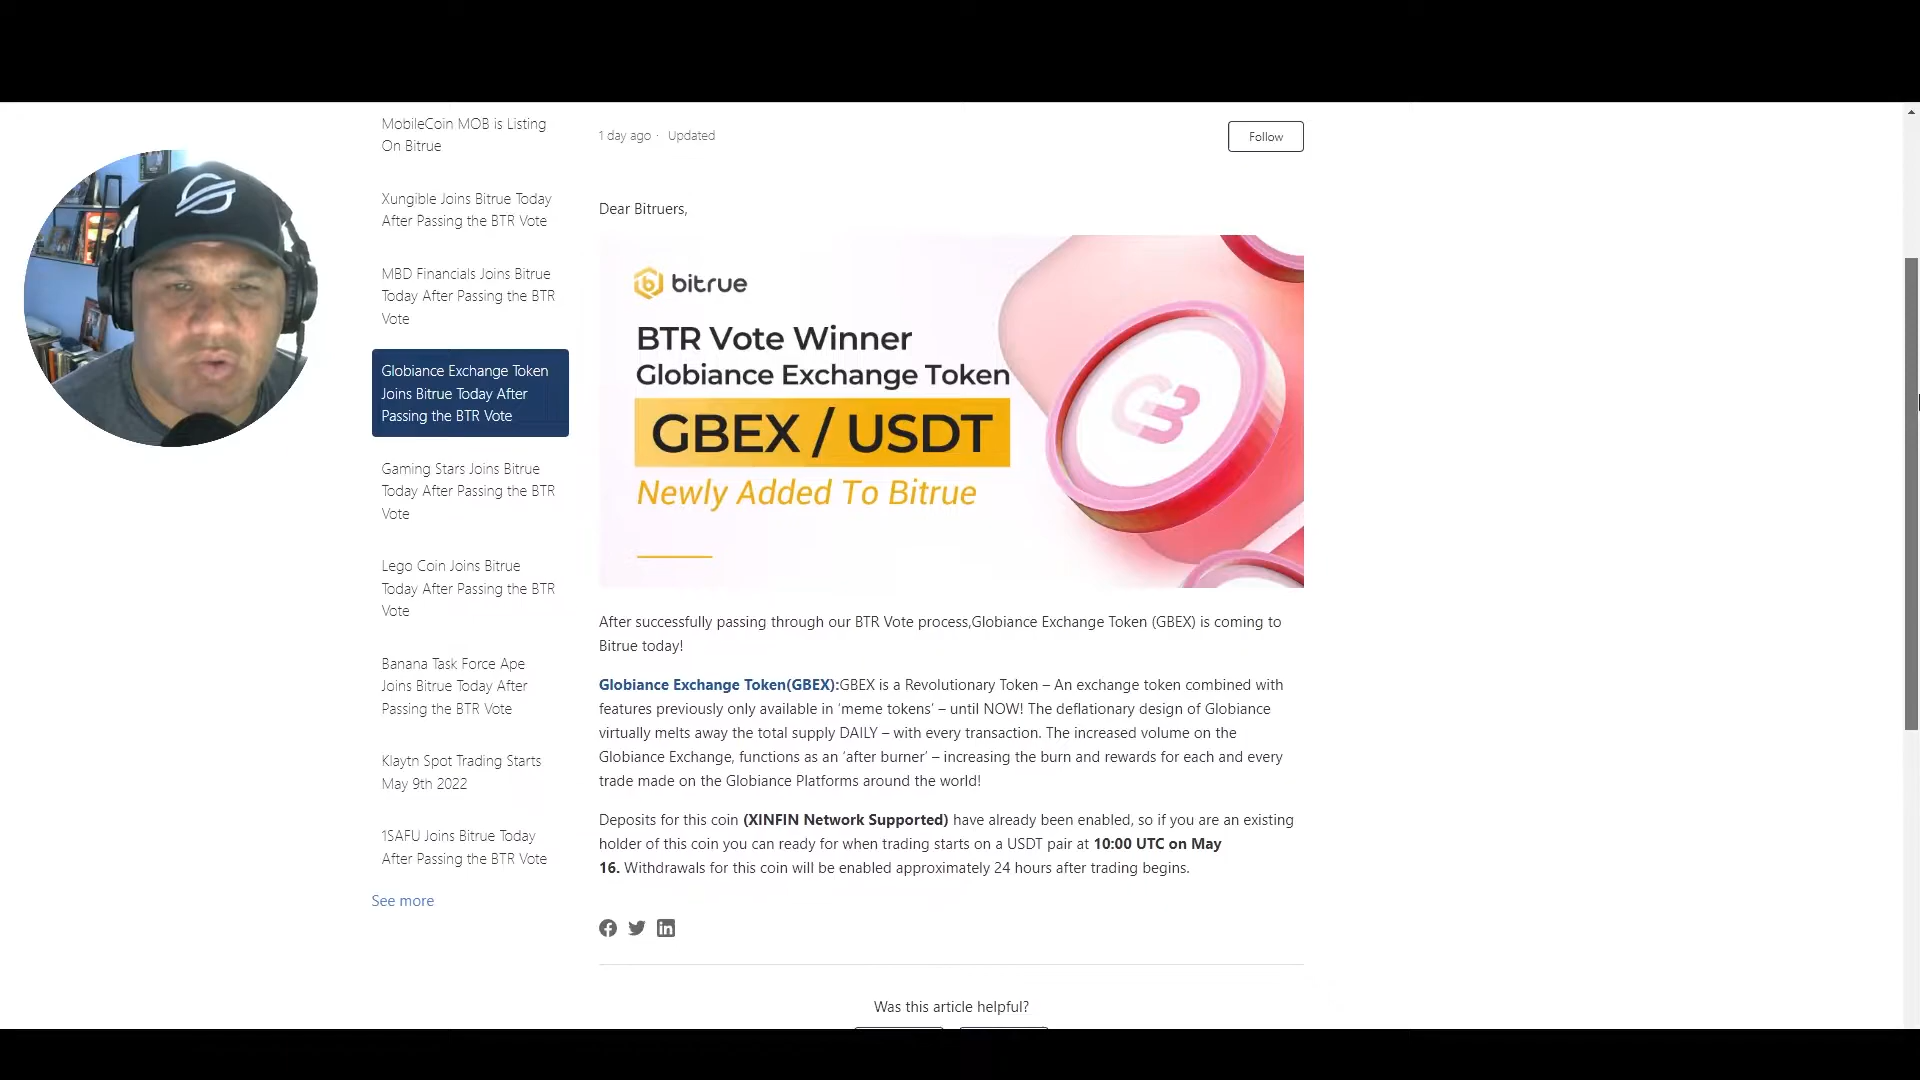 MobileCoin MOB is Listing
On Bitrue
Xungible Joins Bitrue Today
After Passing the BTR Vote
MBD Financials Joins Bitrue
Today After Passing the BTR
Vote
Globiance Exchange Token
Joins Bitrue Today After
Passing the BTR Vote
Gaming Stars Joins Bitrue
Today After Passing the BTR
Vote
Lego Coin Joins Bitrue
Today After Passing the BTR
Vote
Banana Task Force Ape
Joins Bitrue Today After
Passing the BTR Vote
Klaytn Spot Trading Starts
May 9th 2022
1SAFU Joins Bitrue Today
After Passing the BTR Vote
See more
1 day ago · Updated
Follow
Dear Bitruers,
bitrue
BTR Vote Winner
Globiance Exchange Token
GBEX / USDT
Newly Added To Bitrue
After successfully passing through our BTR Vote process,Globiance Exchange Token (GBEX) is coming to
Bitrue today!
Globiance Exchange Token(GBEX):GBEX is a Revolutionary Token – An exchange token combined with
features previously only available in ‘meme tokens’ – until NOW! The deflationary design of Globiance
virtually melts away the total supply DAILY – with every transaction. The increased volume on the
Globiance Exchange, functions as an ‘after burner’ – increasing the burn and rewards for each and every
trade made on the Globiance Platforms around the world!
Deposits for this coin (XINFIN Network Supported) have already been enabled, so if you are an existing
holder of this coin you can ready for when trading starts on a USDT pair at 10:00 UTC on May
16. Withdrawals for this coin will be enabled approximately 24 hours after trading begins.
Was this article helpful?